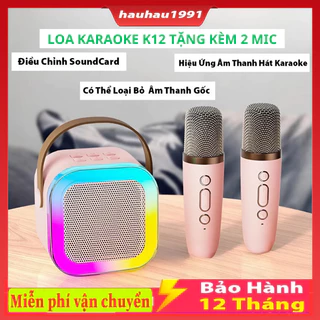 hauhau1991
LOA KARAOKE K12 TẶNG KÈM 2 MIC
Điều Chỉnh SoundCard
Hiệu Ứng Âm Thanh Hát Karaoke
Có Thể Loại Bỏ Âm Thanh Gốc
Miễn phí vận chuyển
Bảo Hành
12 Tháng